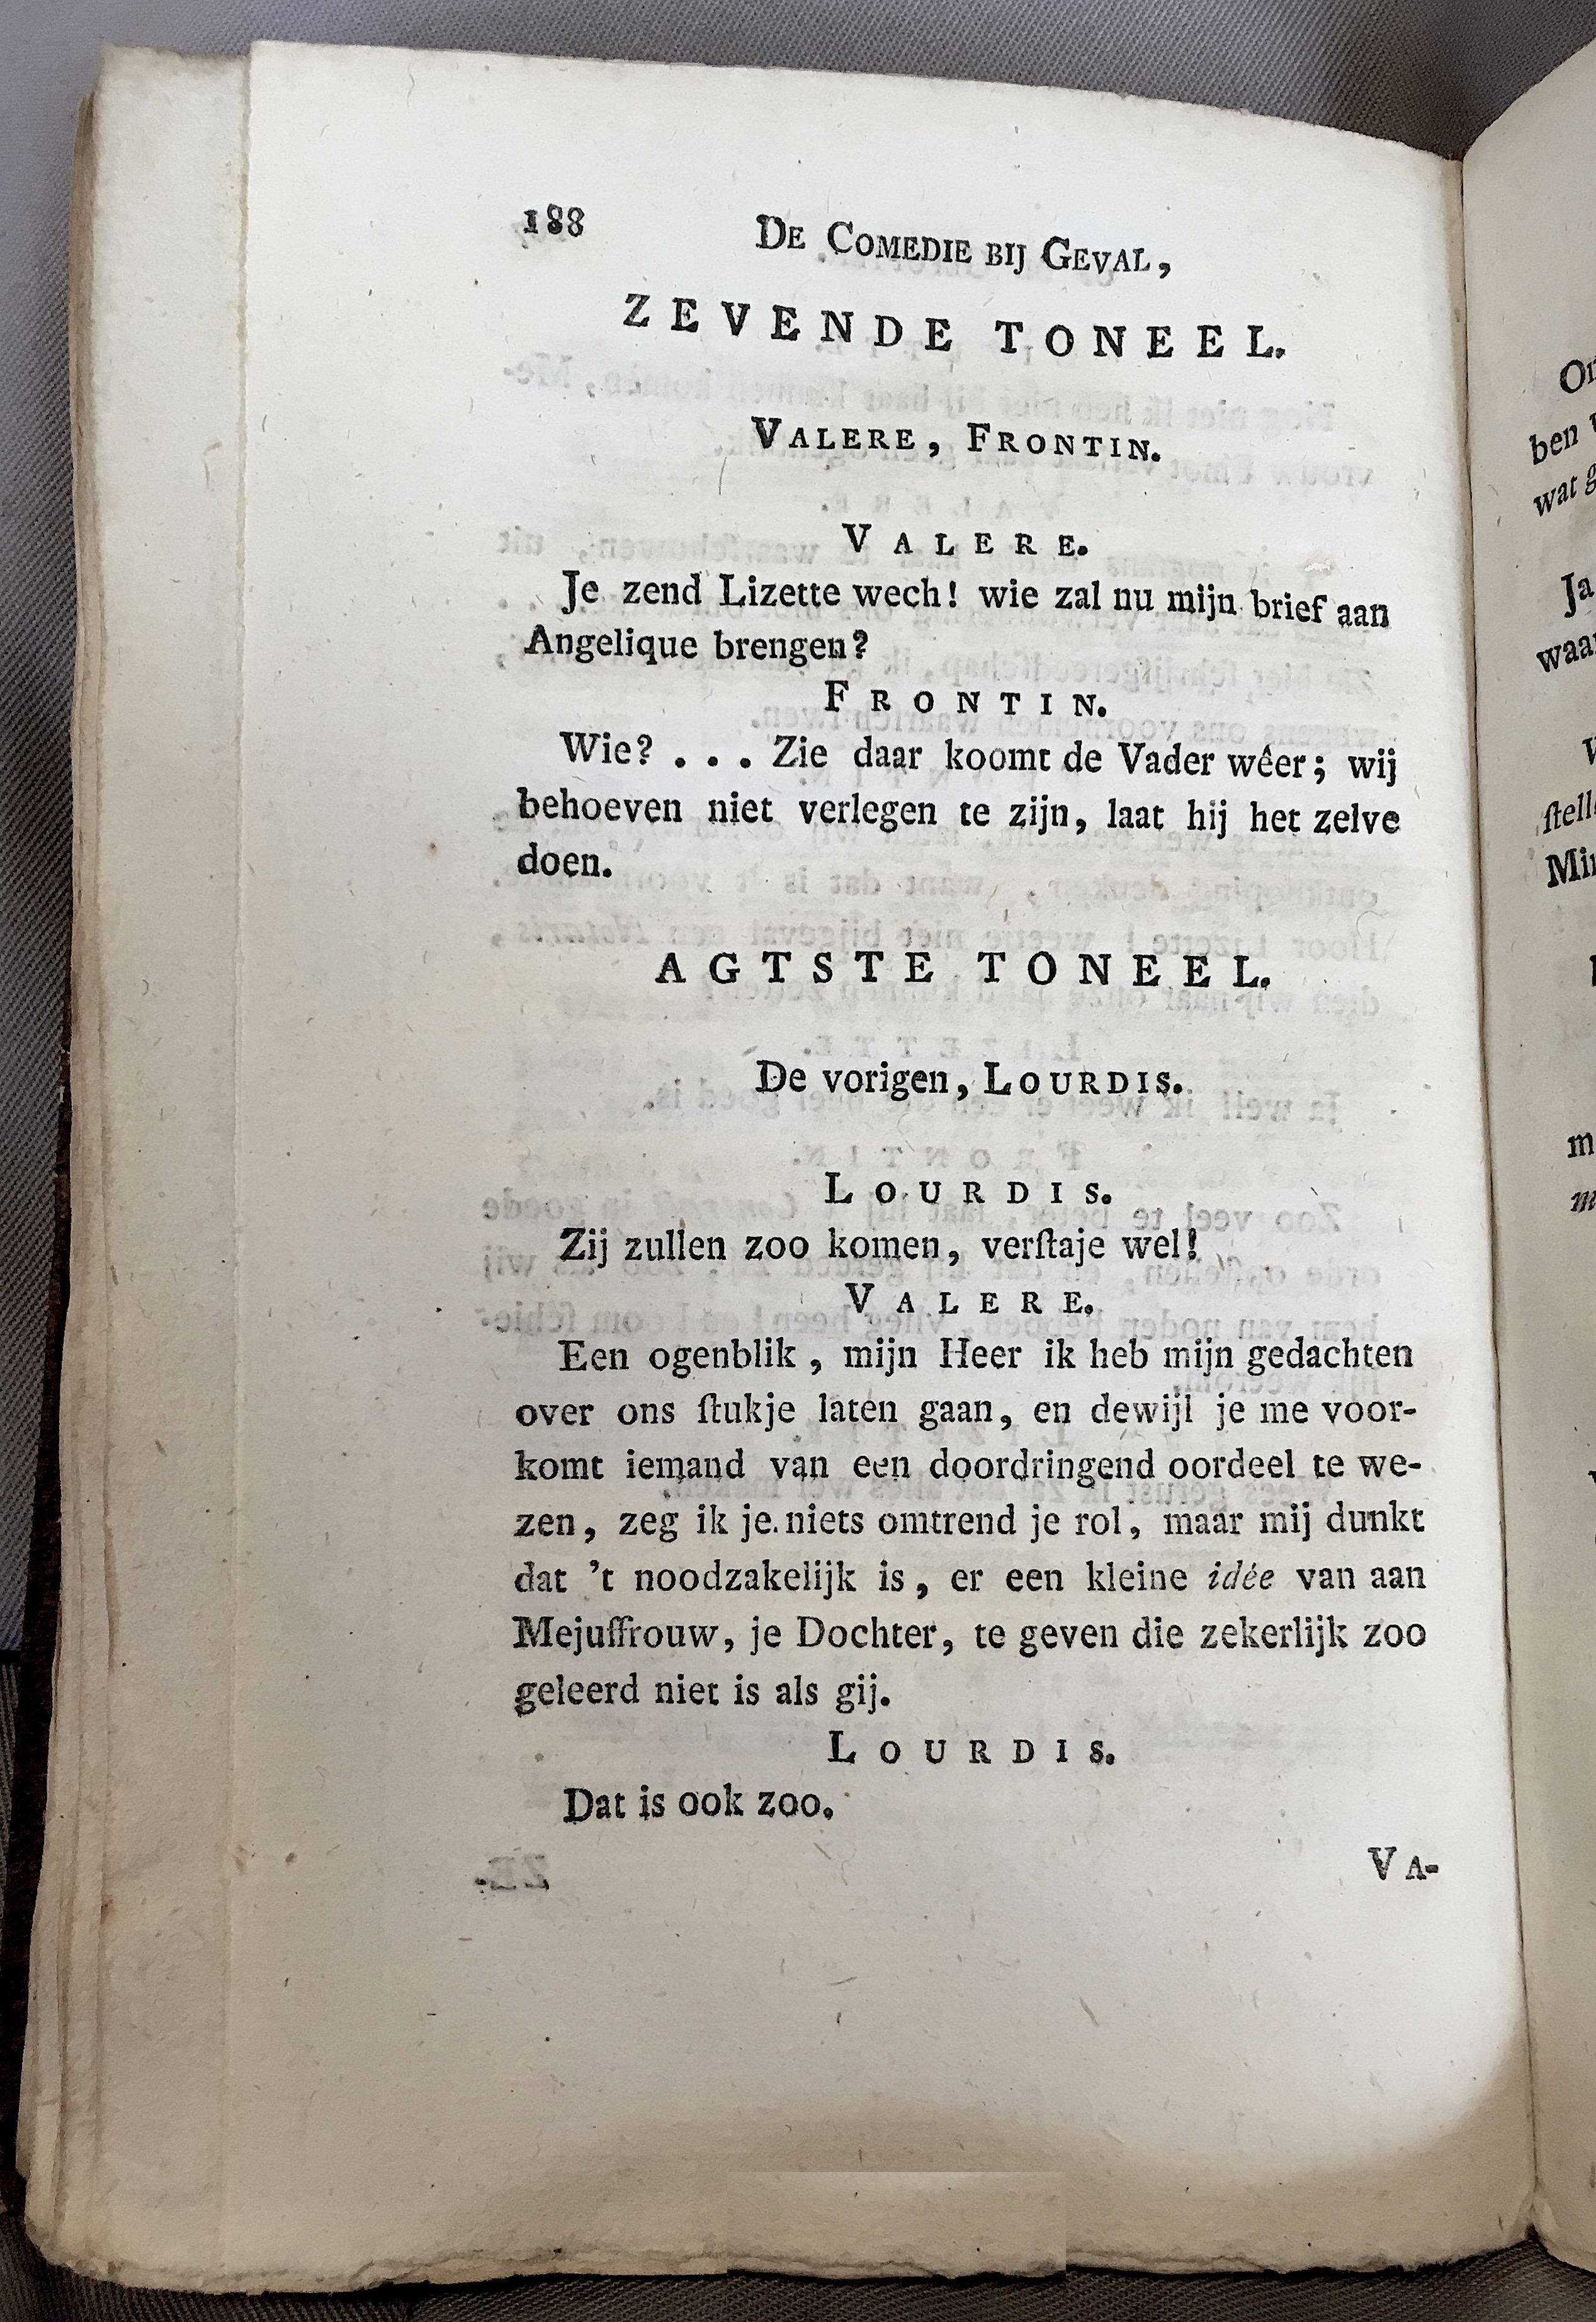 188 DE COMEDIE BIJ GEVAL,
ZEVENDE TONEEL.
VALERE, FRONTIN.
VALERE.
Je zend Lizette wech! wie zal nu mijn brief aan
Angelique brengen?
FRONTIN.
Wie? . . . Zie daar koomt de Vader wêer; wij
behoeven niet verlegen te zijn, laat hij het zelve
doen.
AGTSTE TONEEL.
De vorigen, LOURDIS.
LOURDIS.
Zij zullen zoo komen, verſtaje wel!
VALERE.
Een ogenblik, mijn Heer ik heb mijn gedachten
over ons ſtukje laten gaan, en dewijl je me voor-
komt iemand van een doordringend oordeel te we-
zen, zeg ik je niets omtrend je rol, maar mij dunkt
dat 't noodzakelijk is, er een kleine idée van aan
Mejuffrouw, je Dochter, te geven die zekerlijk zoo
geleerd niet is als gij.
LOURDIS.
Dat is ook zoo.
VA-
ben
wat
Ja